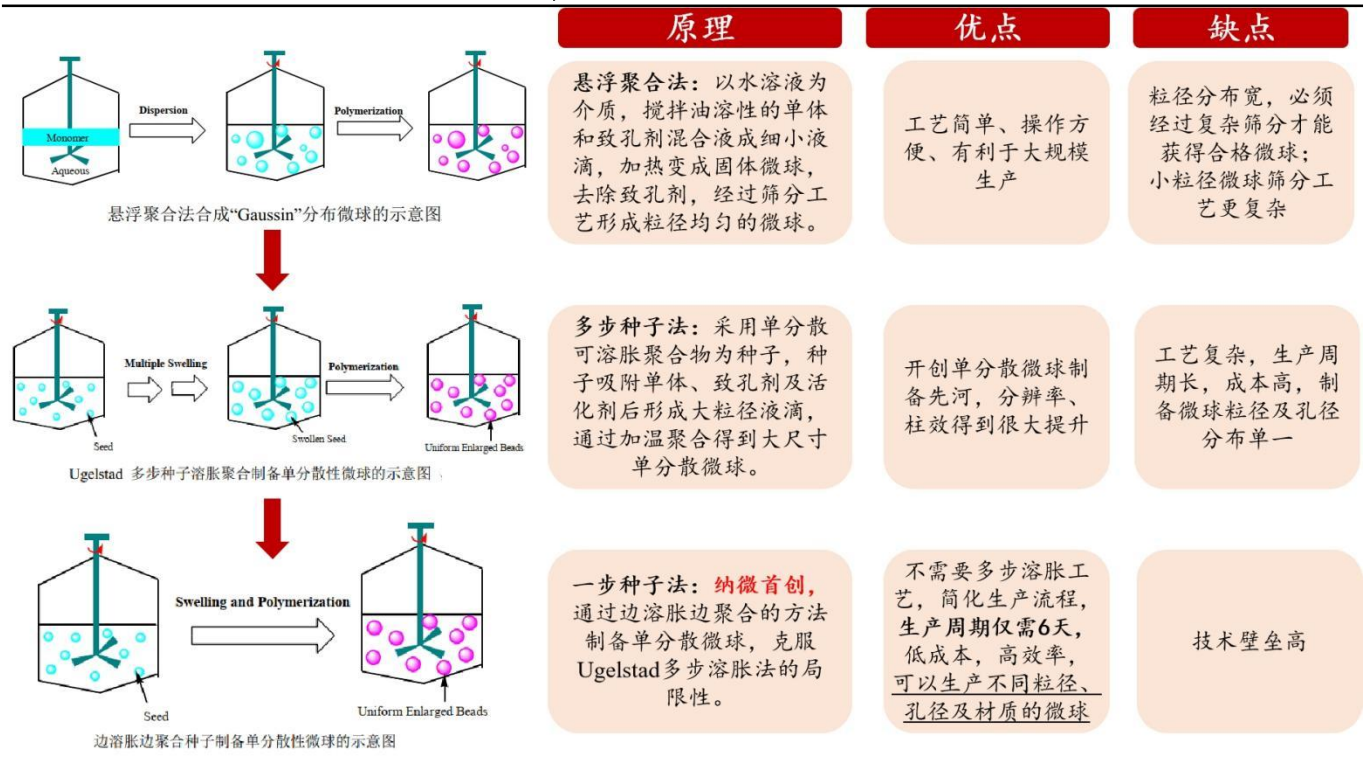 原理
优点
缺点
Dispersion
Polymerization
Monomer
Aqueous
悬浮聚合法合成“Gaussin”分布微球的示意图
悬浮聚合法：以水溶液为
介质，搅拌油溶性的单体
和致孔剂混合液成细小液
滴，加热变成固体微球，
去除致孔剂，经过筛分工
艺形成粒径均匀的微球。
工艺简单、操作方
便、有利于大规模
生产
粒径分布宽，必须
经过复杂筛分才能
获得合格微球；
小粒径微球筛分工
艺更复杂
Multiple Swelling
Polymerization
Seed
Swollen Seed
Uniform Enlarged Beads
Ugelstad 多步种子溶胀聚合制备单分散性微球的示意图
多步种子法：采用单分散
可溶胀聚合物为种子，种
子吸附单体、致孔剂及活
化剂后形成大粒径液滴，
通过加温聚合得到大尺寸
单分散微球。
开创单分散微球制
备先河，分辨率、
柱效得到很大提升
工艺复杂，生产周
期长，成本高，制
备微球粒径及孔径
分布单一
Swelling and Polymerization
Seed
Uniform Enlarged Beads
边溶胀边聚合种子制备单分散性微球的示意图
一步种子法：纳微首创，
通过边溶胀边聚合的方法
制备单分散微球，克服
Ugelstad多步溶胀法的局
限性。
不需要多步溶胀工
艺，简化生产流程，
生产周期仅需6天，
低成本，高效率，
可以生产不同粒径、
孔径及材质的微球
技术壁垒高